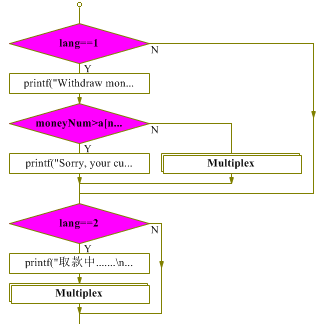 lang==1
N
Y
printf("Withdraw mon...
moneyNum>a[n...
N
Y
printf("Sorry, your cu...
Multiplex
lang==2
N
Y
printf("取款中.......\n...
Multiplex